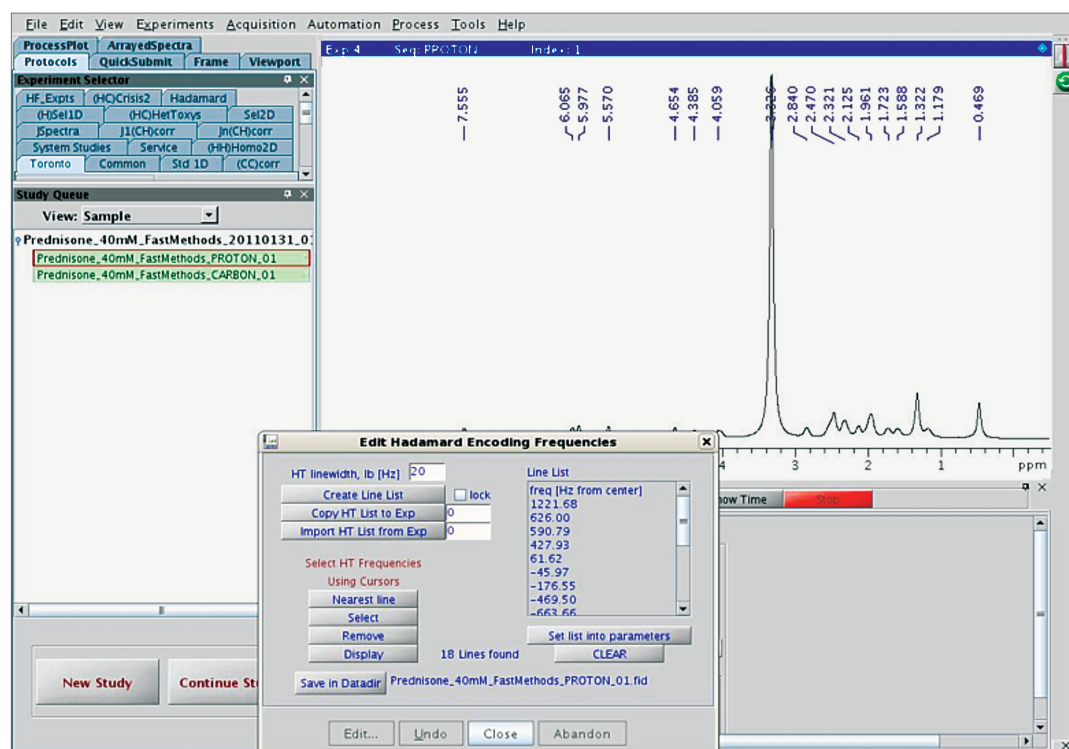 File Edit View Experiments Acquisition Automation Process Tools Help
ProcessPlot ArrayedSpectra
Protocols QuickSubmit Frame Viewport
Experiment Selector
HF_Expts (HC)Crisis2 Hadamard
(H)Sel1D (HC)HetToxys Sel2D
JSpectra J1(CH)corr Jn(CH)corr
System Studies Service (HH)Homo2D
Toronto Common Std 1D (CC)corr
Study Queue
View: Sample
Prednisone_40mM_FastMethods_20110131_01
Prednisone_40mM_FastMethods_PROTON_01
Prednisone_40mM_FastMethods_CARBON_01
New Study Continue St
Exp 4 Seq: PROTON Index: 1
7.555
6.065
5.977
5.570
4.654
4.385
4.059
2.840
2.470
2.321
2.125
1.961
1.723
1.588
1.322
1.179
0.469
4 3 2 1 ppm
how Time Stop
Edit Hadamard Encoding Frequencies
HT linewidth, lb [Hz] 20
Create Line List lock
Copy HT List to Exp 0
Import HT List from Exp 0
Select HT Frequencies
Using Cursors
Nearest line
Select
Remove
Display
Line List
freq [Hz from center]
1221.68
626.00
590.79
427.93
61.62
-45.97
-176.55
-469.50
-663.66
Set list into parameters
18 Lines found CLEAR
Save in Datadir Prednisone_40mM_FastMethods_PROTON_01.fid
Edit... Undo Close Abandon